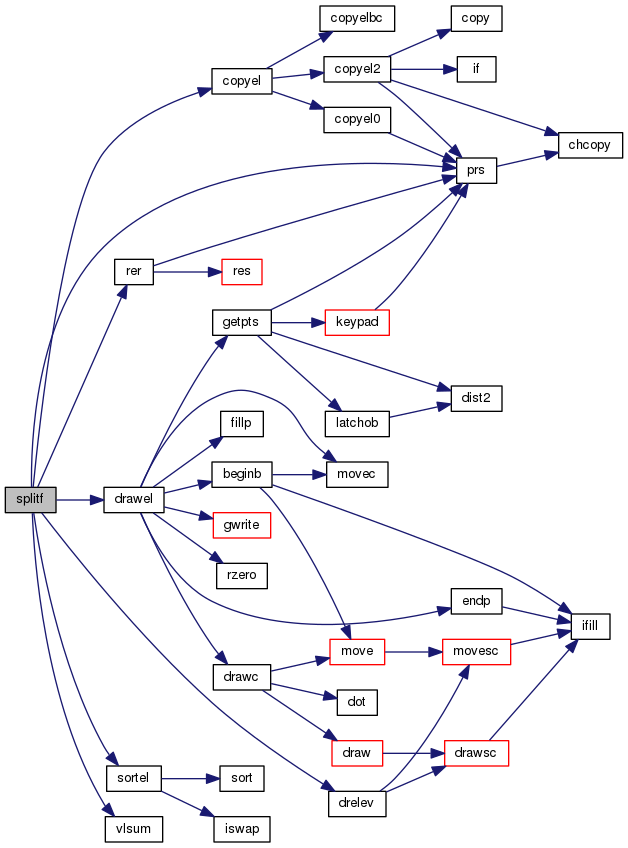 copyelbc
copy
copyel
copyel2
if
copyel0
chcopy
prs
rer
res
getpts
keypad
dist2
fillp
latchob
splitf
drawel
beginb
movec
gwrite
rzero
endp
ifill
move
movesc
drawc
dot
draw
drawsc
sortel
sort
drelev
vlsum
iswap